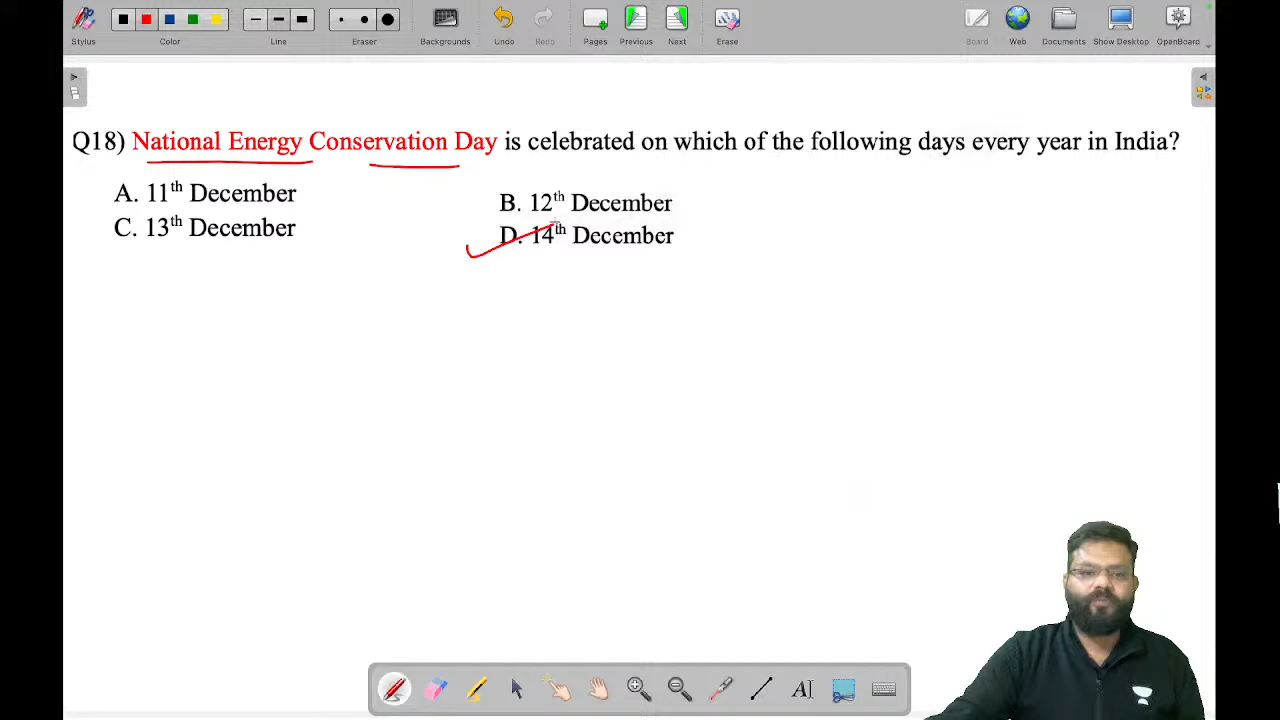 Stylus Color Line Eraser Backgrounds Undo Redo Pages Previous Next Erase Board Web Documents Show Desktop OpenBoard
Q18) National Energy Conservation Day is celebrated on which of the following days every year in India?
A. 11th December
B. 12th December
C. 13th December
D. 14th December
AI